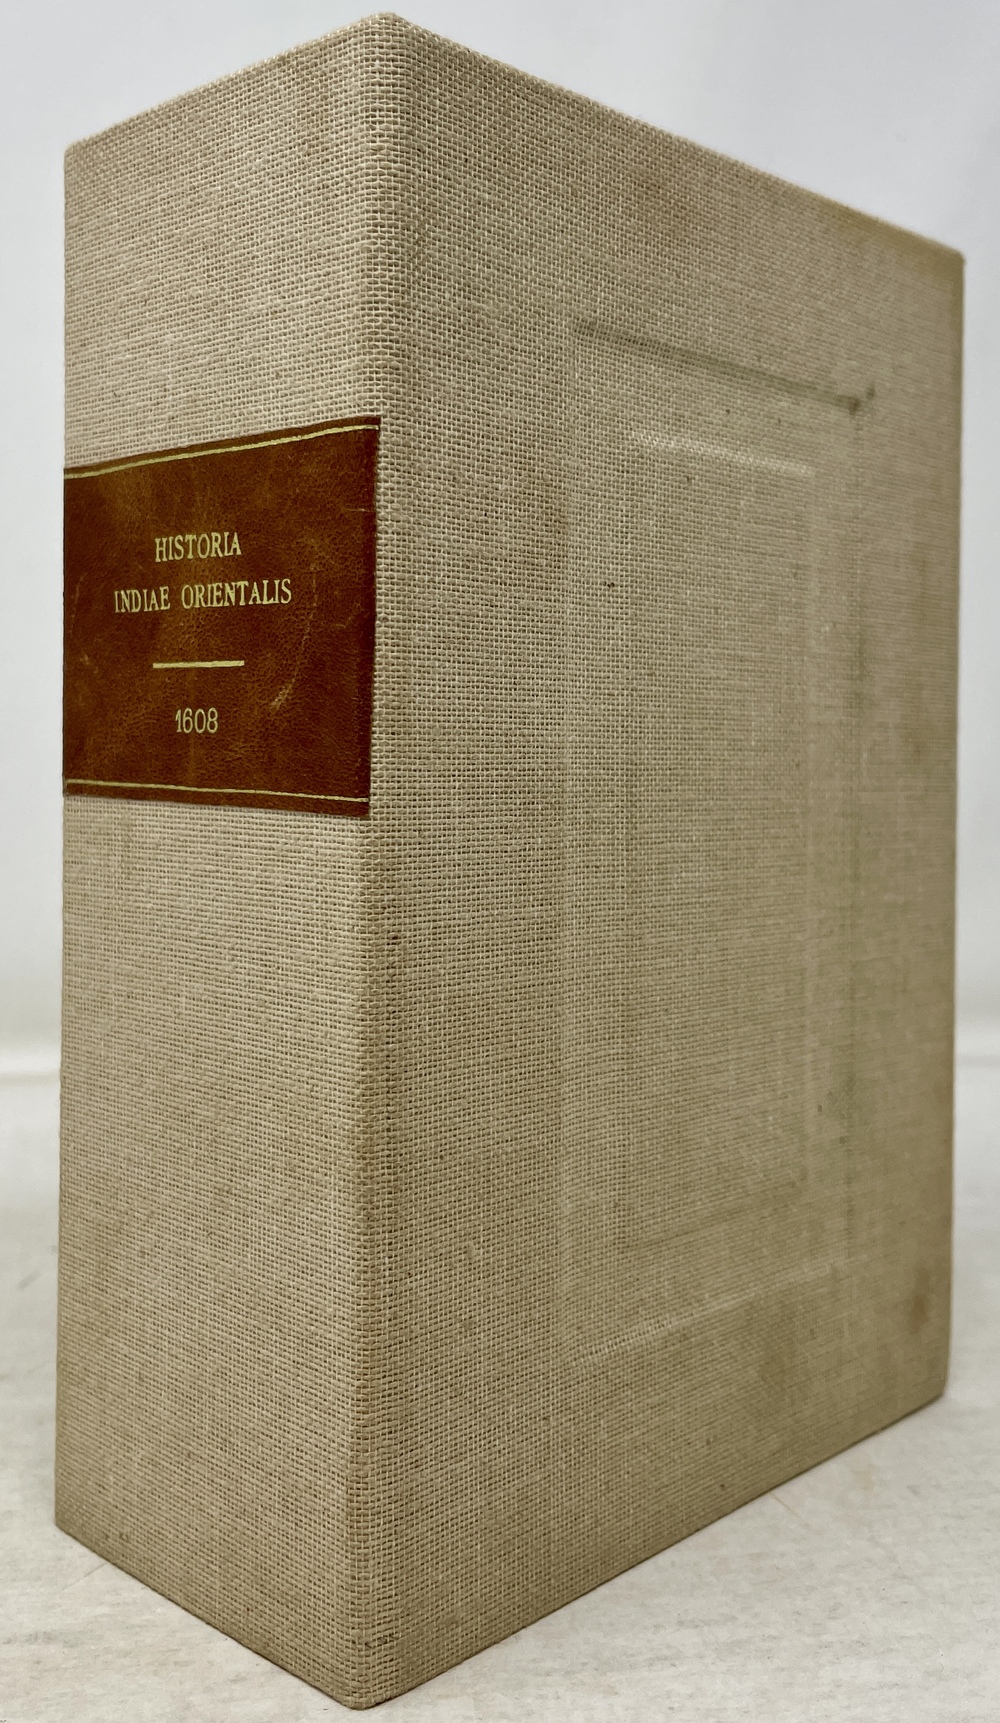 HISTORIA
INDIAE ORIENTALIS
1608